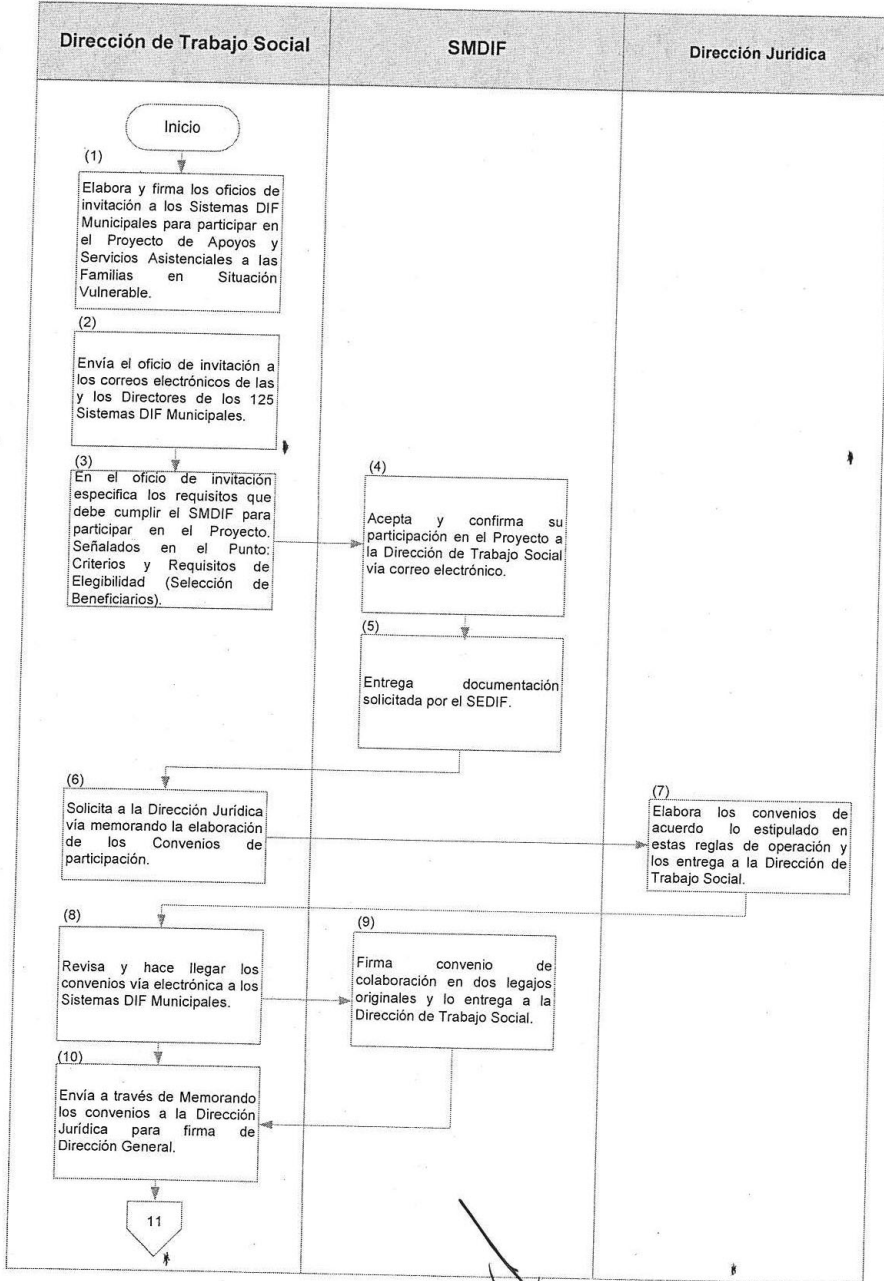 Dirección de Trabajo Social
SMDIF
Dirección Jurídica
Inicio
(1)
Elabora y firma los oficios de
invitación a los Sistemas DIF
Municipales para participar en
el Proyecto de Apoyos y
Servicios Asistenciales a las
Familias en Situación
Vulnerable.
(2)
Envía el oficio de invitación a
los correos electrónicos de las
y los Directores de los 125
Sistemas DIF Municipales.
(3)
En el oficio de invitación
especifica los requisitos que
debe cumplir el SMDIF para
participar en el Proyecto.
Señalados en el Punto:
Criterios y Requisitos de
Elegibilidad (Selección de
Beneficiarios).
(4)
Acepta y confirma su
participación en el Proyecto a
la Dirección de Trabajo Social
vía correo electrónico.
(5)
Entrega documentación
solicitada por el SEDIF.
(6)
Solicita a la Dirección Jurídica
vía memorando la elaboración
de los Convenios de
participación.
(7)
Elabora los convenios de
acuerdo lo estipulado en
estas reglas de operación y
los entrega a la Dirección de
Trabajo Social.
(8)
Revisa y hace llegar los
convenios vía electrónica a los
Sistemas DIF Municipales.
(9)
Firma convenio de
colaboración en dos legajos
originales y lo entrega a la
Dirección de Trabajo Social.
(10)
Envía a través de Memorando
los convenios a la Dirección
Jurídica para firma de
Dirección General.
11